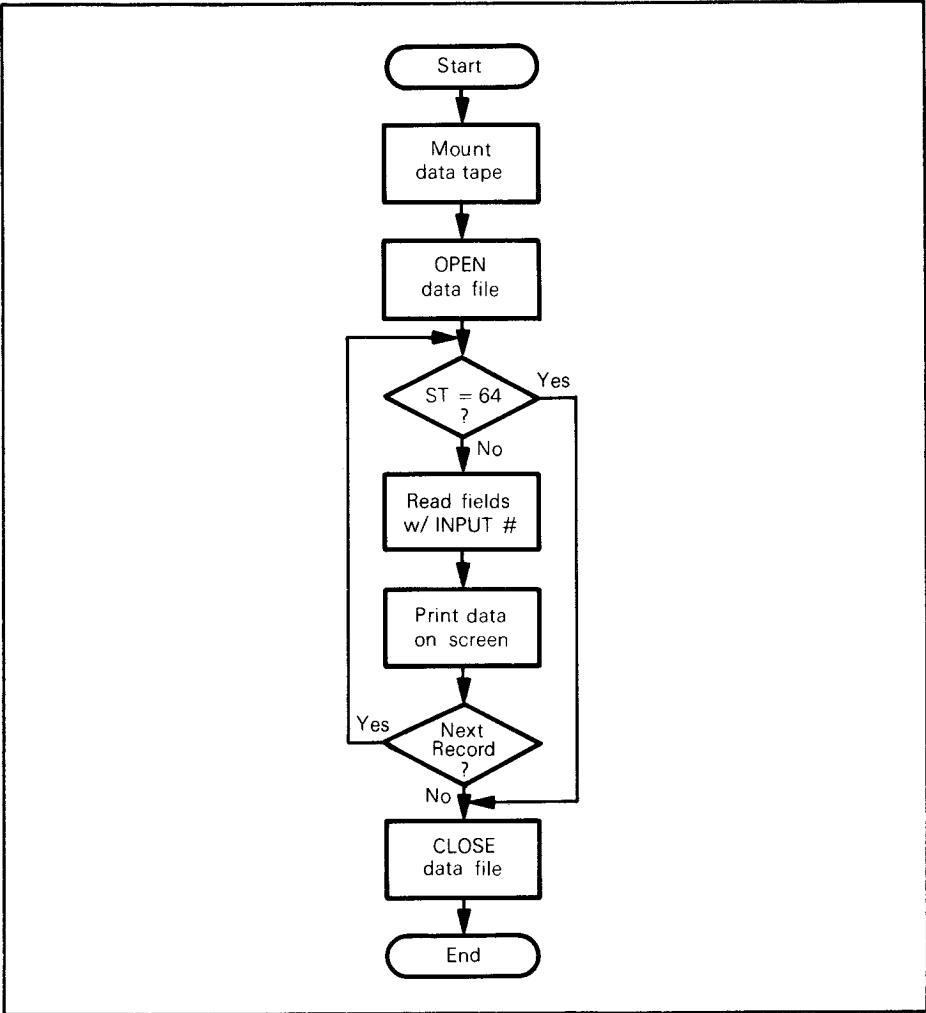 Start
Mount
data tape
OPEN
data file
ST = 64
?
Yes
No
Read fields
w/ INPUT #
Print data
on screen
Next
Record
?
Yes
No
CLOSE
data file
End